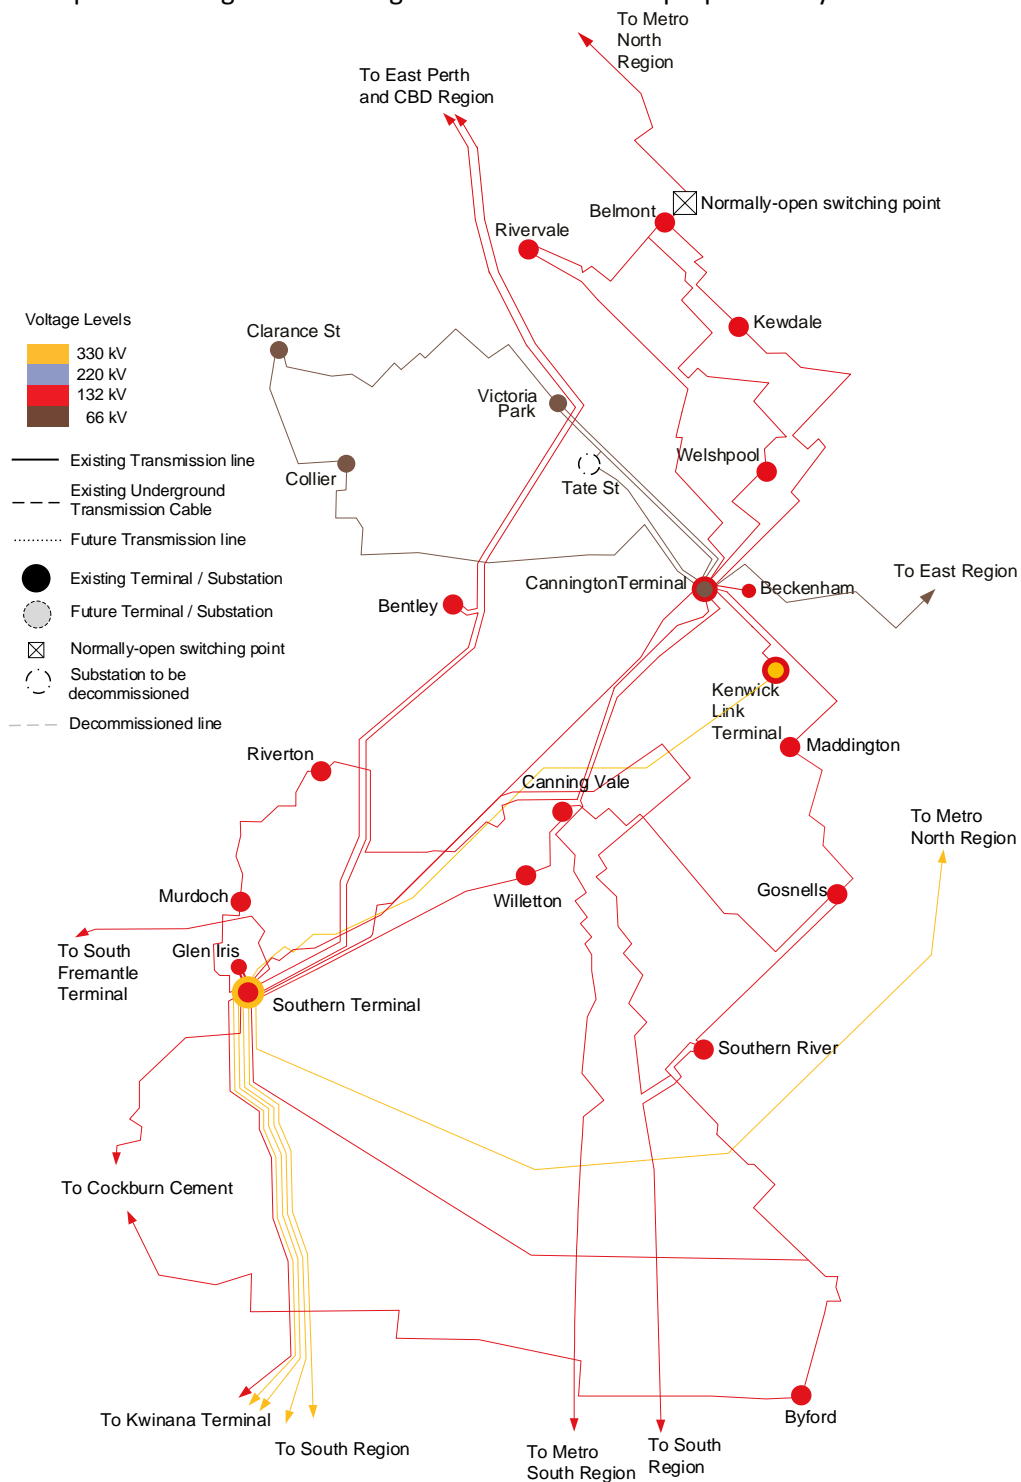 To Metro
North
Region
To East Perth
and CBD Region
Normally-open switching point
Belmont
Rivervale
Voltage Levels
330 kV
220 kV
132 kV
66 kV
Clarance St
Kewdale
Victoria
Park
Existing Transmission line
Existing Underground
Transmission Cable
Future Transmission line
Existing Terminal / Substation
Future Terminal / Substation
Normally-open switching point
Substation to be
decommissioned
Decommissioned line
Collier
Tate St
Welshpool
CanningtonTerminal
Beckenham
To East Region
Bentley
Kenwick
Link
Terminal
Maddington
Riverton
Canning Vale
To Metro
North Region
Murdoch
Willetton
Gosnells
To South
Fremantle
Terminal
Glen Iris
Southern Terminal
Southern River
To Cockburn Cement
To Kwinana Terminal
To South Region
To Metro
South Region
To South
Region
Byford